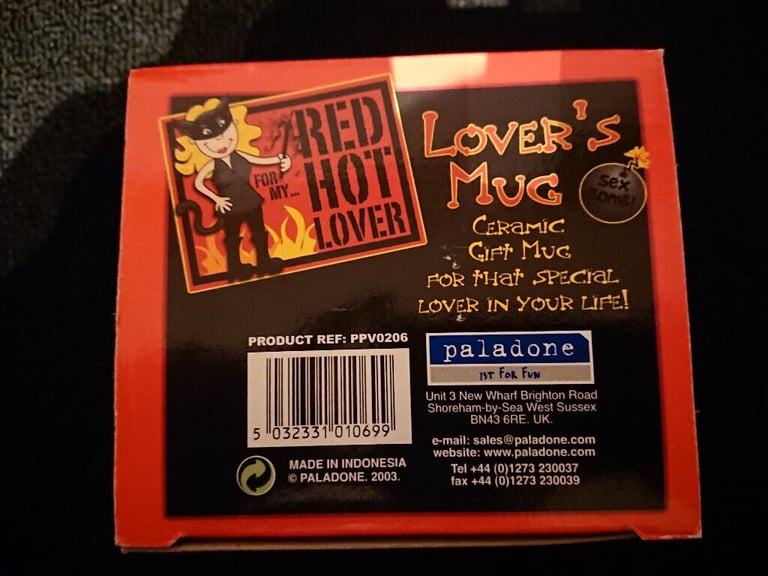 RED
FOR MY... HOT
LOVER
LOVER'S
MUG
SEX
BOMB!
CERAMIC
GIFT MUG
FOR THAT SPECIAL
LOVER IN YOUR LIFE!
PRODUCT REF: PPV0206
5 032331 010699
MADE IN INDONESIA
© PALADONE. 2003.
paladone
1ST FOR FUN
Unit 3 New Wharf Brighton Road
Shoreham-by-Sea West Sussex
BN43 6RE. UK.
e-mail: sales@paladone.com
website: www.paladone.com
Tel +44 (0)1273 230037
fax +44 (0)1273 230039